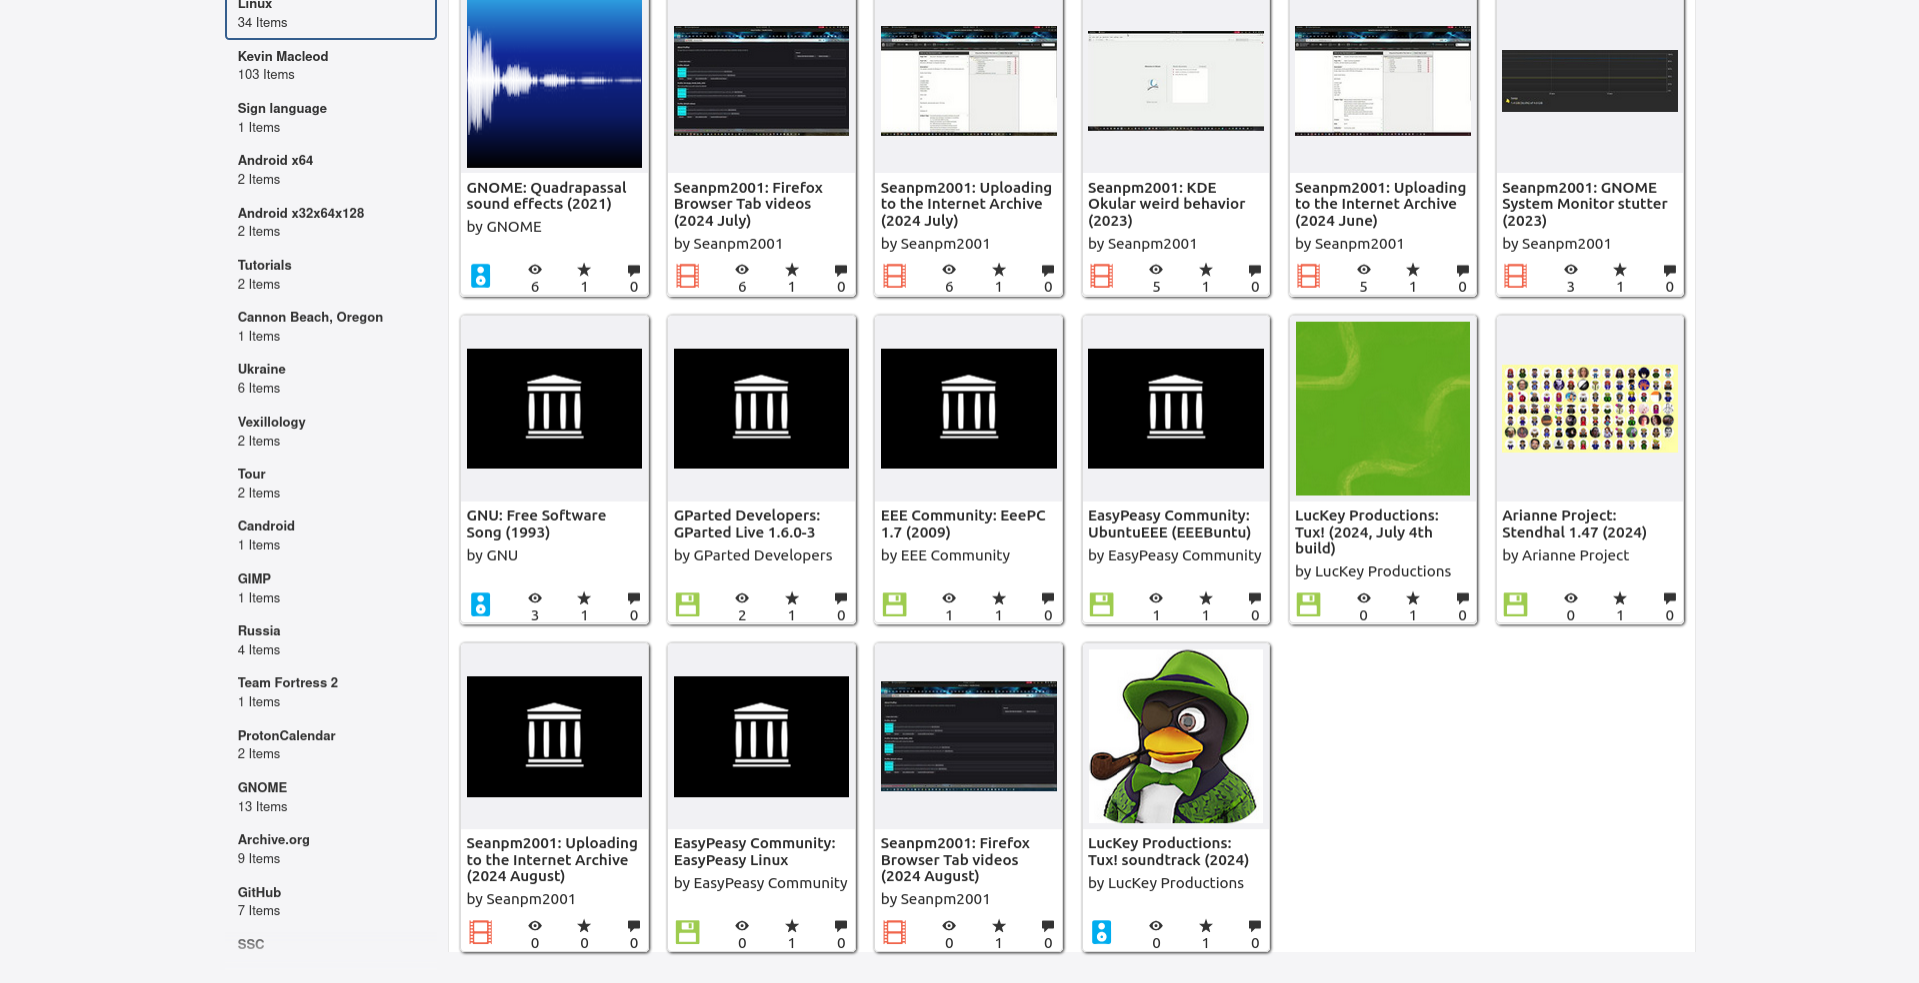 Linux
34 Items
Kevin Macleod
103 Items
Sign language
1 Items
Android x64
2 Items
Android x32x64x128
2 Items
Tutorials
2 Items
Cannon Beach, Oregon
1 Items
Ukraine
6 Items
Vexillology
2 Items
Tour
2 Items
Candroid
1 Items
GIMP
1 Items
Russia
4 Items
Team Fortress 2
1 Items
ProtonCalendar
2 Items
GNOME
13 Items
Archive.org
9 Items
GitHub
7 Items
SSC
GNOME: Quadrapassal
sound effects (2021)
by GNOME
6 1 0
Seanpm2001: Firefox
Browser Tab videos
(2024 July)
by Seanpm2001
6 1 0
Seanpm2001: Uploading
to the Internet Archive
(2024 July)
by Seanpm2001
6 1 0
Seanpm2001: KDE
Okular weird behavior
(2023)
by Seanpm2001
5 1 0
Seanpm2001: Uploading
to the Internet Archive
(2024 June)
by Seanpm2001
5 1 0
Seanpm2001: GNOME
System Monitor stutter
(2023)
by Seanpm2001
3 1 0
GNU: Free Software
Song (1993)
by GNU
3 1 0
GParted Developers:
GParted Live 1.6.0-3
by GParted Developers
2 1 0
EEE Community: EeePC
1.7 (2009)
by EEE Community
1 1 0
EasyPeasy Community:
UbuntuEEE (EEEBuntu)
by EasyPeasy Community
1 1 0
LucKey Productions:
Tux! (2024, July 4th
build)
by LucKey Productions
0 1 0
Arianne Project:
Stendhal 1.47 (2024)
by Arianne Project
0 1 0
Seanpm2001: Uploading
to the Internet Archive
(2024 August)
by Seanpm2001
0 0 0
EasyPeasy Community:
EasyPeasy Linux
by EasyPeasy Community
0 1 0
Seanpm2001: Firefox
Browser Tab videos
(2024 August)
by Seanpm2001
0 1 0
LucKey Productions:
Tux! soundtrack (2024)
by LucKey Productions
0 1 0